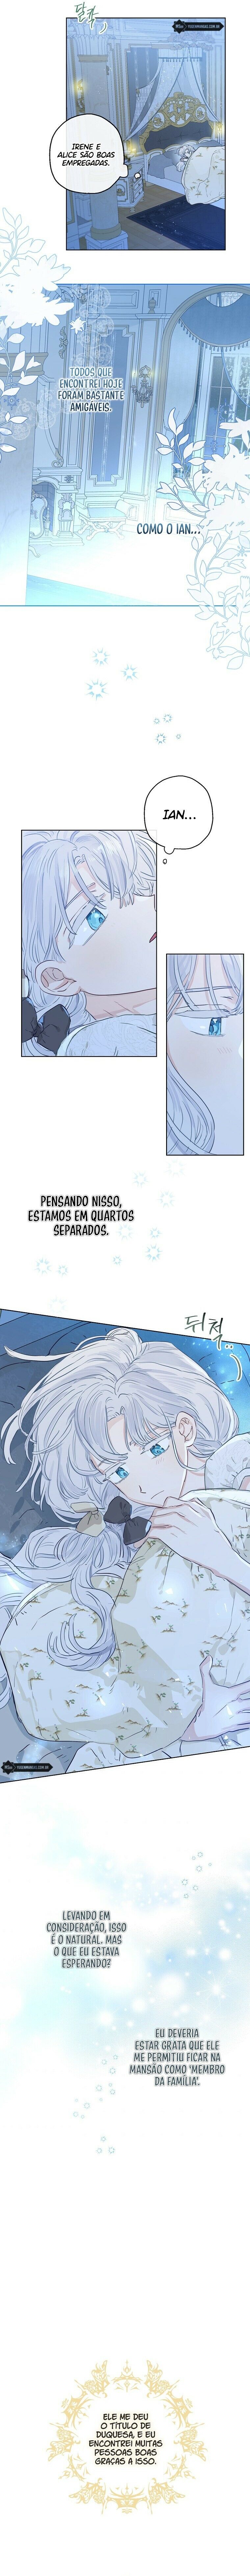 달칵
IRENE E
ALICE SÃO BOAS
EMPREGADAS.
TODOS QUE
ENCONTREI HOJE
FORAM BASTANTE
AMIGÁVEIS.
COMO O IAN...
IAN...
PENSANDO NISSO,
ESTAMOS EM QUARTOS
SEPARADOS.
뒤척
LEVANDO EM
CONSIDERAÇÃO, ISSO
É O NATURAL. MAS
O QUE EU ESTAVA
ESPERANDO?
EU DEVERIA
ESTAR GRATA QUE ELE
ME PERMITIU FICAR NA
MANSÃO COMO 'MEMBRO
DA FAMÍLIA'.
ELE ME DEU
O TÍTULO DE
DUQUESA, E EU
ENCONTREI MUITAS
PESSOAS BOAS
GRAÇAS A ISSO.